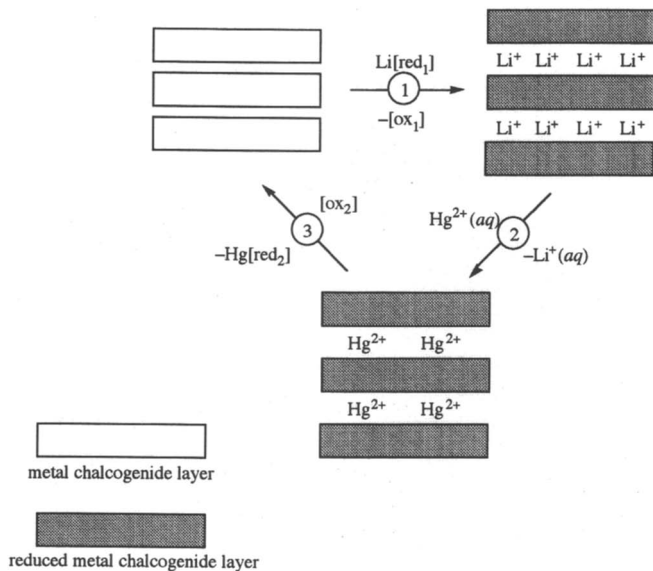 Li[red₁]
1
–[ox₁]
Li⁺ Li⁺ Li⁺ Li⁺
Li⁺ Li⁺ Li⁺ Li⁺
Hg²⁺(aq)
2
–Li⁺(aq)
[ox₂]
3
–Hg[red₂]
Hg²⁺ Hg²⁺
Hg²⁺ Hg²⁺
metal chalcogenide layer
reduced metal chalcogenide layer